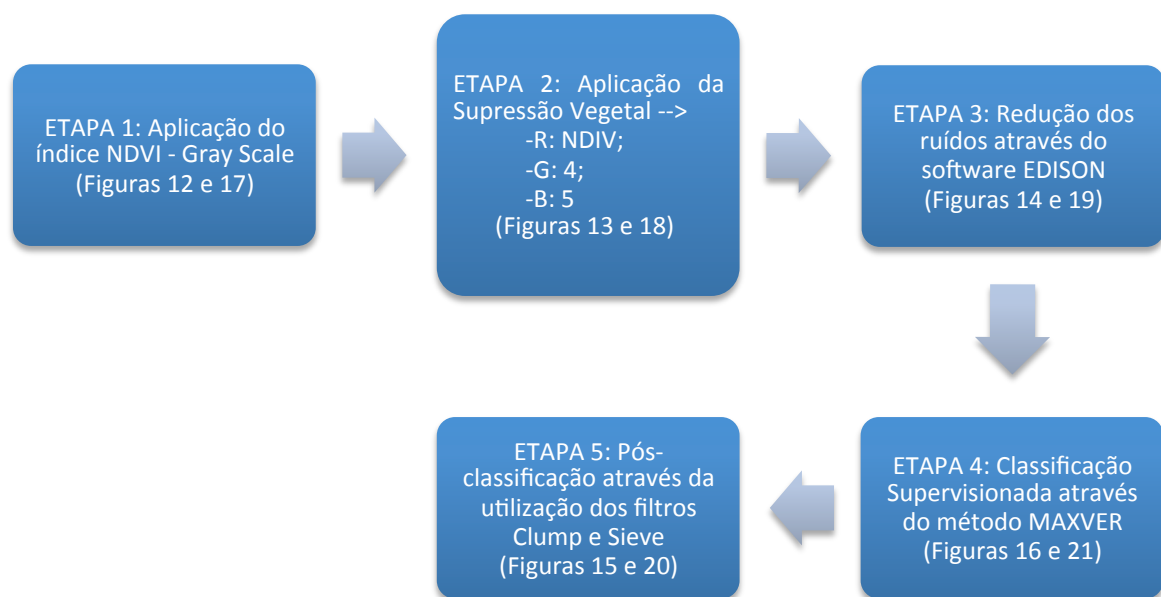 ETAPA 1: Aplicação do
índice NDVI - Gray Scale
(Figuras 12 e 17)
ETAPA 2: Aplicação da
Supressão Vegetal -->
-R: NDIV;
-G: 4;
-B: 5
(Figuras 13 e 18)
ETAPA 3: Redução dos
ruídos através do
software EDISON
(Figuras 14 e 19)
ETAPA 4: Classificação
Supervisionada através
do método MAXVER
(Figuras 16 e 21)
ETAPA 5: Pós-
classificação através da
utilização dos filtros
Clump e Sieve
(Figuras 15 e 20)